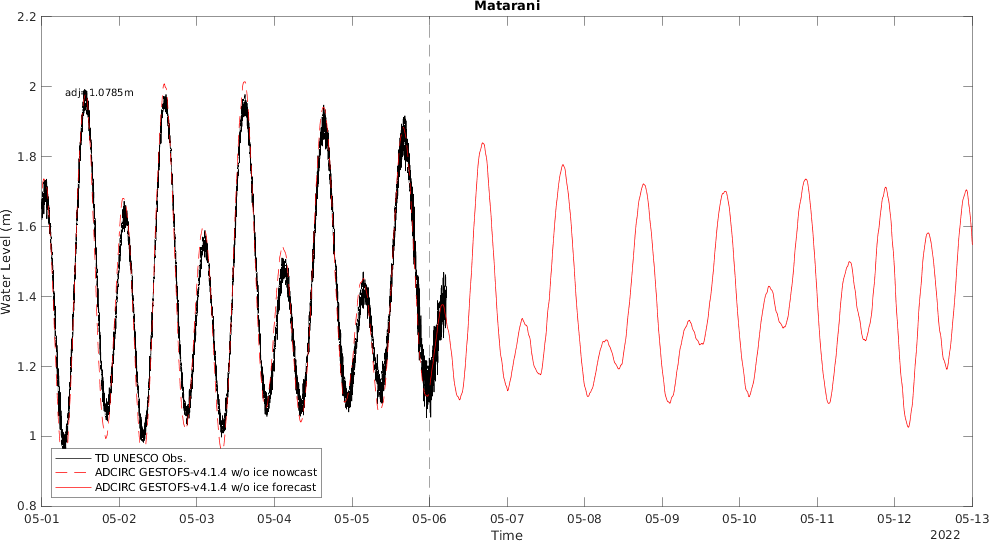 Matarani
2.2
2
1.8
1.6
1.4
1.2
1
0.8
Water Level (m)
adj=1.0785m
TD UNESCO Obs.
ADCIRC GESTOFS-v4.1.4 w/o ice nowcast
ADCIRC GESTOFS-v4.1.4 w/o ice forecast
05-01 05-02 05-03 05-04 05-05 05-06 05-07 05-08 05-09 05-10 05-11 05-12 05-13
Time
2022